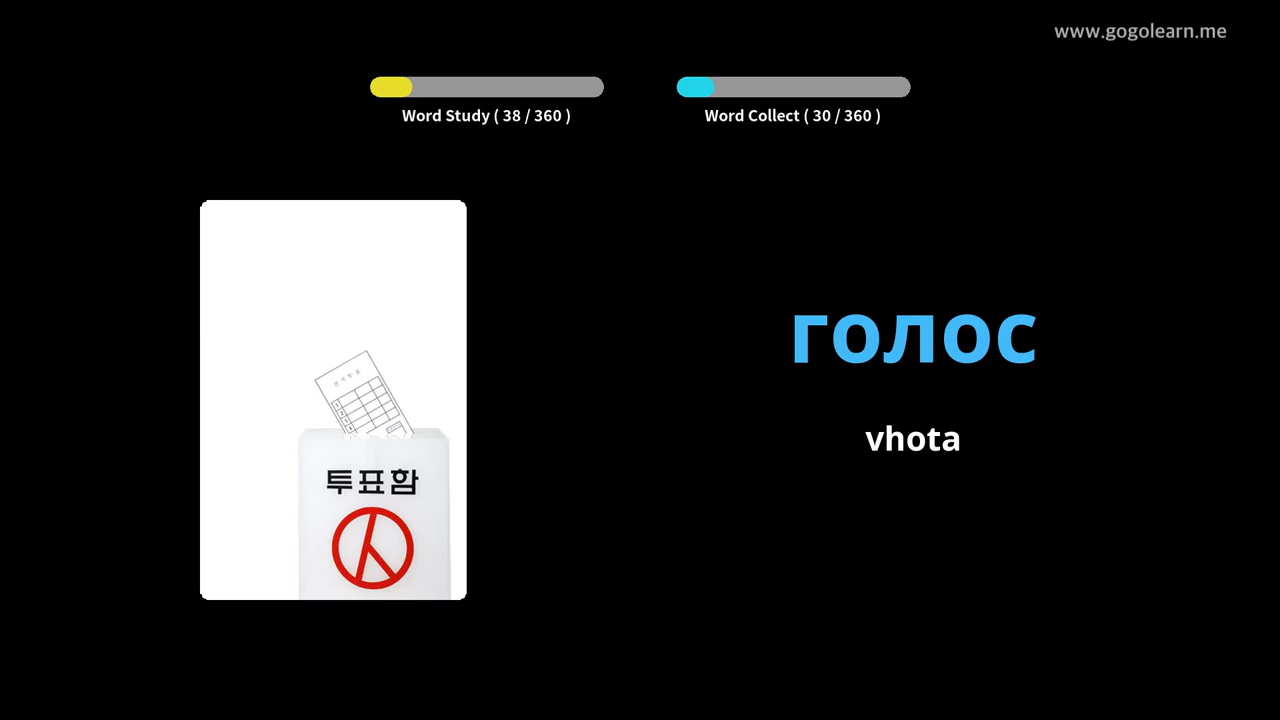 www.gogolearn.me
Word Study ( 38 / 360 )
Word Collect ( 30 / 360 )
голос
vhota
투표함